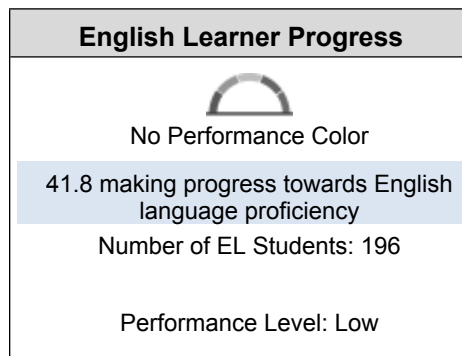 English Learner Progress
No Performance Color
41.8 making progress towards English
language proficiency
Number of EL Students: 196
Performance Level: Low